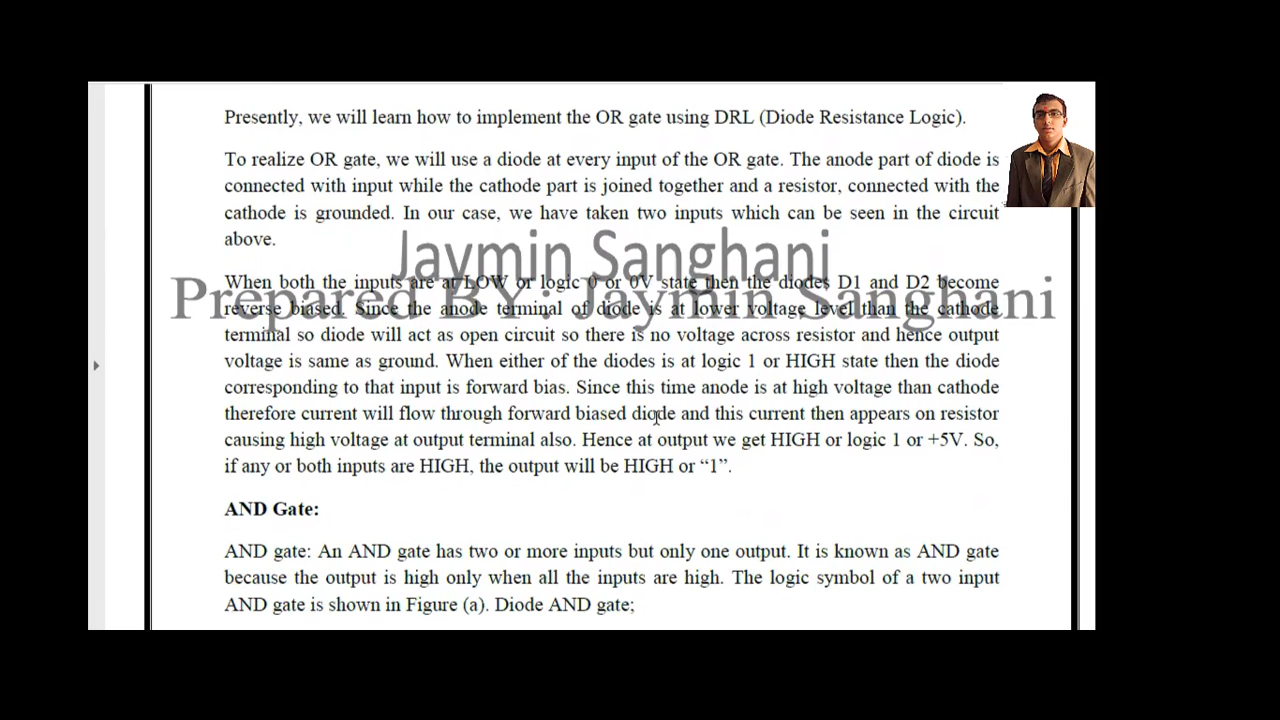 Presently, we will learn how to implement the OR gate using DRL (Diode Resistance Logic).
To realize OR gate, we will use a diode at every input of the OR gate. The anode part of diode is
connected with input while the cathode part is joined together and a resistor, connected with the
cathode is grounded. In our case, we have taken two inputs which can be seen in the circuit
above.
Jaymin Sanghani
When both the inputs are at LOW or logic 0 or 0V state then the diodes D1 and D2 become
Prepared BY: Jaymin Sanghani
reverse biased. Since the anode terminal of diode is at lower voltage level than the cathode
terminal so diode will act as open circuit so there is no voltage across resistor and hence output
voltage is same as ground. When either of the diodes is at logic 1 or HIGH state then the diode
corresponding to that input is forward bias. Since this time anode is at high voltage than cathode
therefore current will flow through forward biased diode and this current then appears on resistor
causing high voltage at output terminal also. Hence at output we get HIGH or logic 1 or +5V. So,
if any or both inputs are HIGH, the output will be HIGH or “1”.
AND Gate:
AND gate: An AND gate has two or more inputs but only one output. It is known as AND gate
because the output is high only when all the inputs are high. The logic symbol of a two input
AND gate is shown in Figure (a). Diode AND gate;